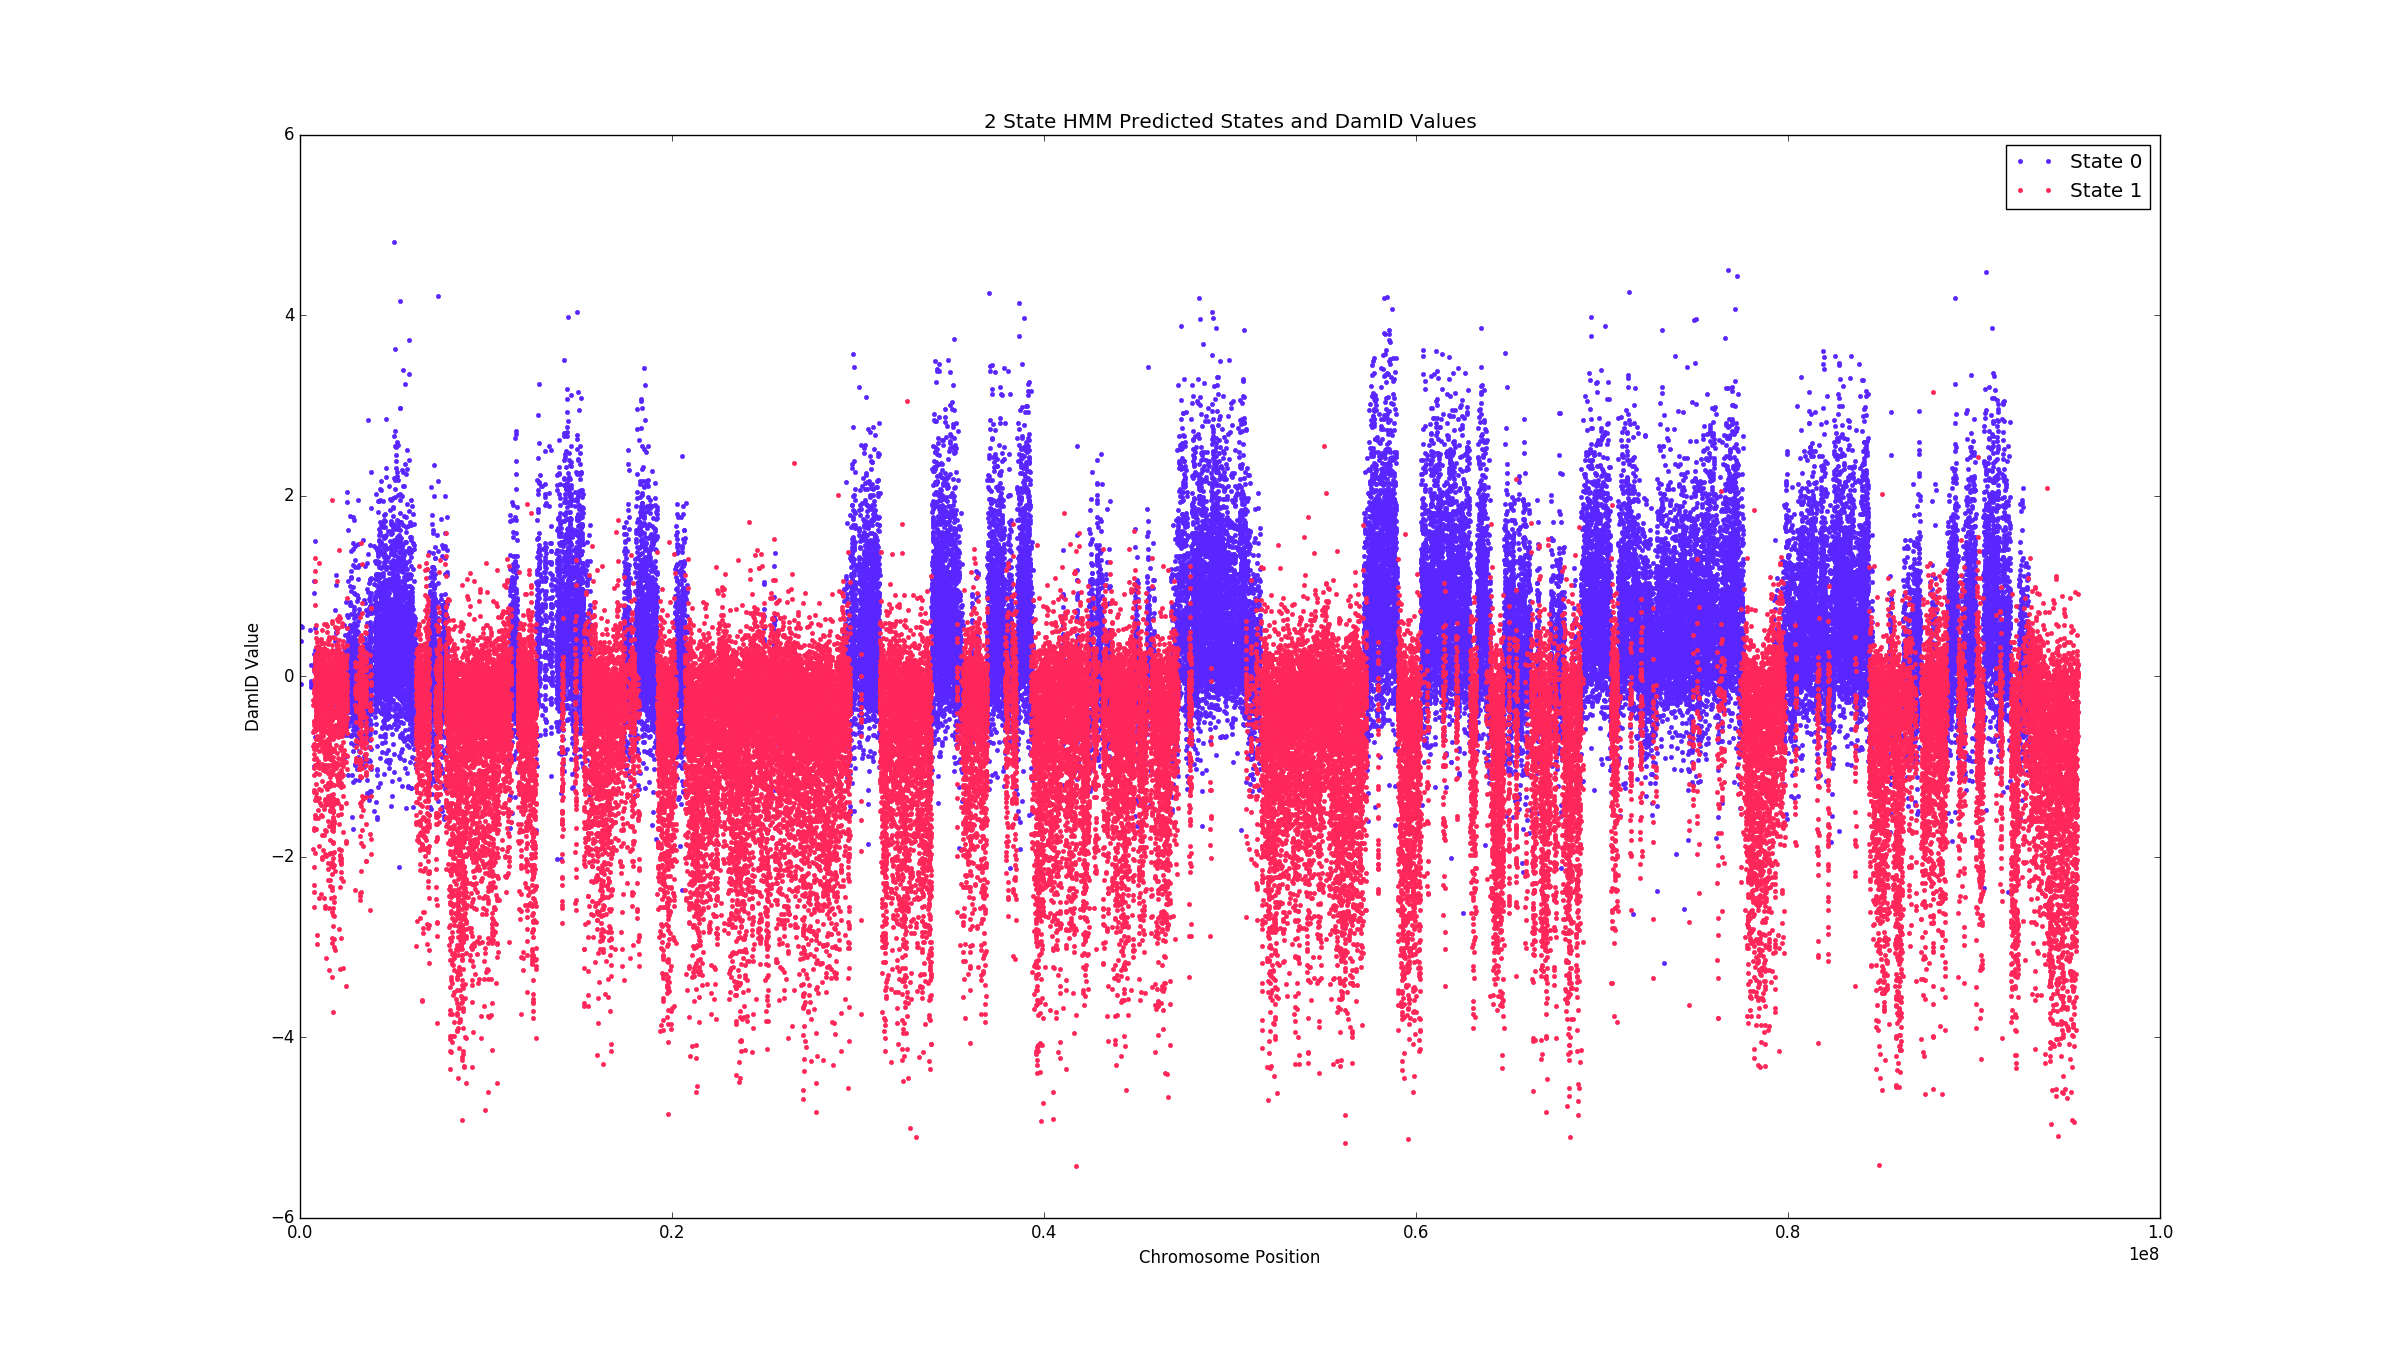 2 State HMM Predicted States and DamID Values
State 0
State 1
6
4
2
0
−2
−4
−6
DamID Value
0.0
0.2
0.4
0.6
0.8
1.0
1e8
Chromosome Position